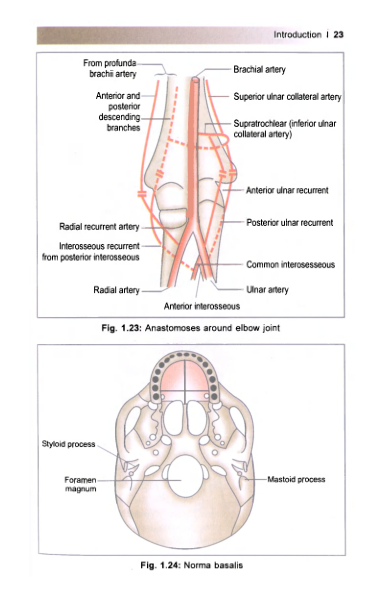 Introduction I 23
From profunda
brachii artery
Brachial artery
Anterior and
posterior
descending
branches
Superior ulnar collateral artery
Supratrochlear (inferior ulnar
collateral artery)
Anterior ulnar recurrent
Radial recurrent artery
Posterior ulnar recurrent
Interosseous recurrent
from posterior interosseous
Common interosesseous
Radial artery
Ulnar artery
Anterior interosseous
Fig. 1.23: Anastomoses around elbow joint
Styloid process
Foramen
magnum
Mastoid process
Fig. 1.24: Norma basalis